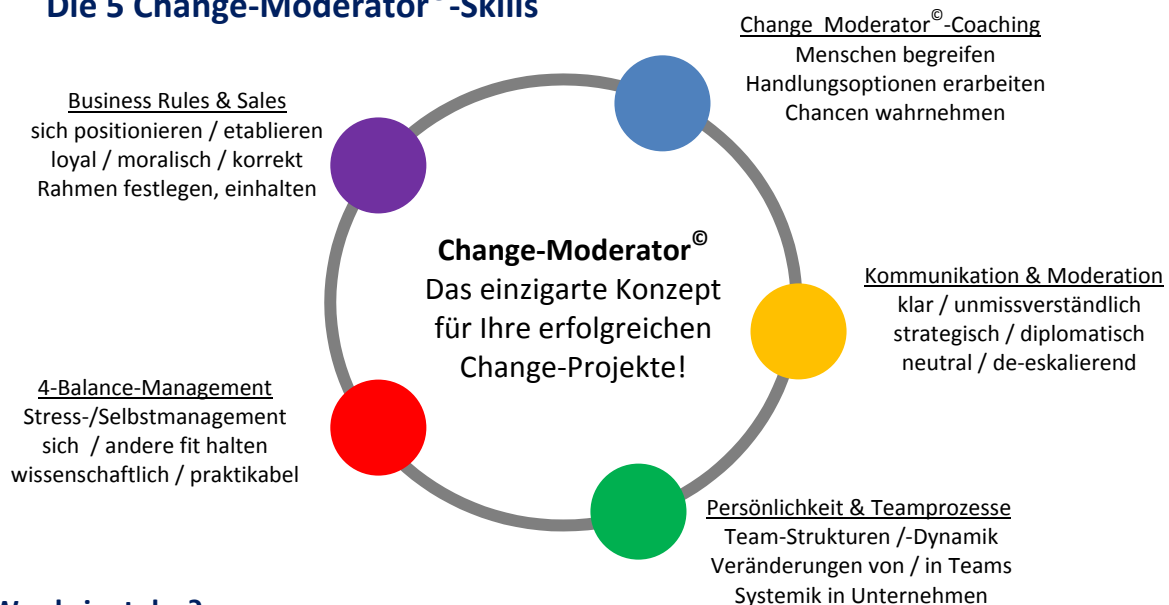 Die 5 Change-Moderator©-Skills
Change Moderator©-Coaching
Menschen begreifen
Handlungsoptionen erarbeiten
Chancen wahrnehmen
Business Rules & Sales
sich positionieren / etablieren
loyal / moralisch / korrekt
Rahmen festlegen, einhalten
Change-Moderator©
Das einzigarte Konzept
für Ihre erfolgreichen
Change-Projekte!
Kommunikation & Moderation
klar / unmissverständlich
strategisch / diplomatisch
neutral / de-eskalierend
4-Balance-Management
Stress-/Selbstmanagement
sich / andere fit halten
wissenschaftlich / praktikabel
Persönlichkeit & Teamprozesse
Team-Strukturen /-Dynamik
Veränderungen von / in Teams
Systemik in Unternehmen